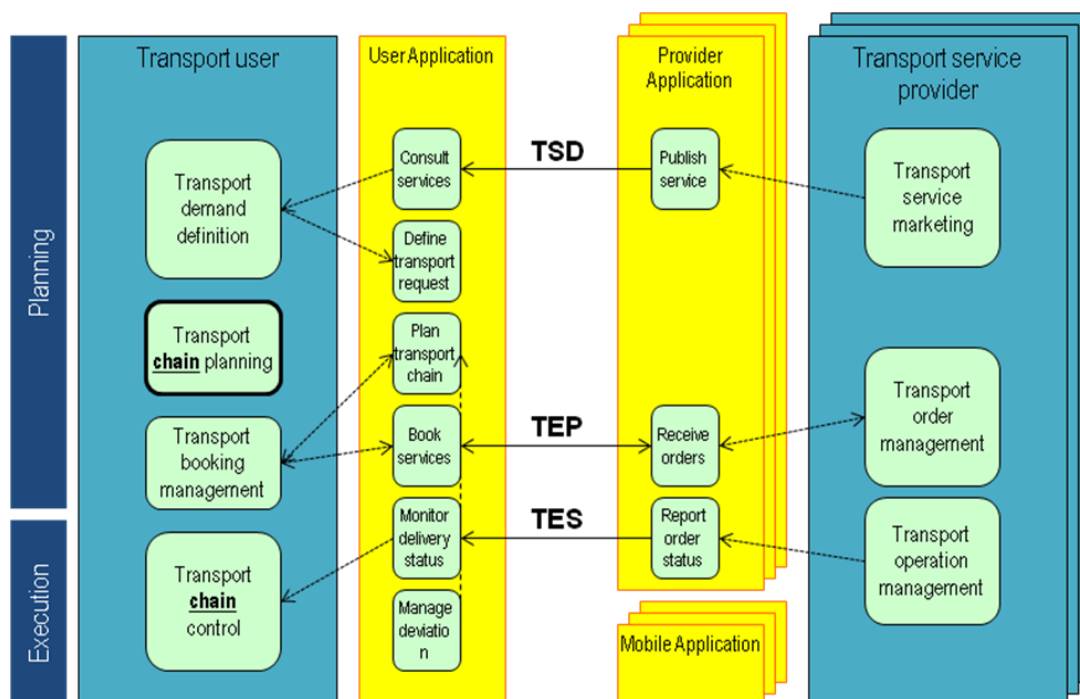 Planning
Execution
Transport user
Transport
demand
definition
Transport
chain planning
Transport
booking
management
Transport
chain
control
User Application
Consult
services
Define
transport
request
Plan
transport
chain
Book
services
Monitor
delivery
status
Manage
deviatio
n
TSD
TEP
TES
Provider
Application
Publish
service
Receive
orders
Report
order
status
Mobile Application
Transport service
provider
Transport
service
marketing
Transport
order
management
Transport
operation
management